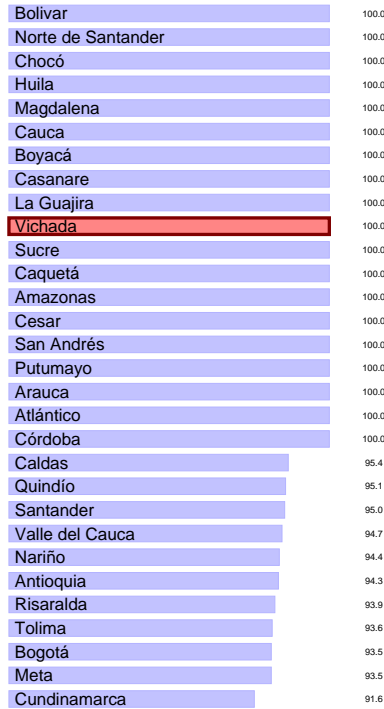 Bolivar 100.0
Norte de Santander 100.0
Chocó 100.0
Huila 100.0
Magdalena 100.0
Cauca 100.0
Boyacá 100.0
Casanare 100.0
La Guajira 100.0
Vichada 100.0
Sucre 100.0
Caquetá 100.0
Amazonas 100.0
Cesar 100.0
San Andrés 100.0
Putumayo 100.0
Arauca 100.0
Atlántico 100.0
Córdoba 100.0
Caldas 95.4
Quindío 95.1
Santander 95.0
Valle del Cauca 94.7
Nariño 94.4
Antioquia 94.3
Risaralda 93.9
Tolima 93.6
Bogotá 93.5
Meta 93.5
Cundinamarca 91.6